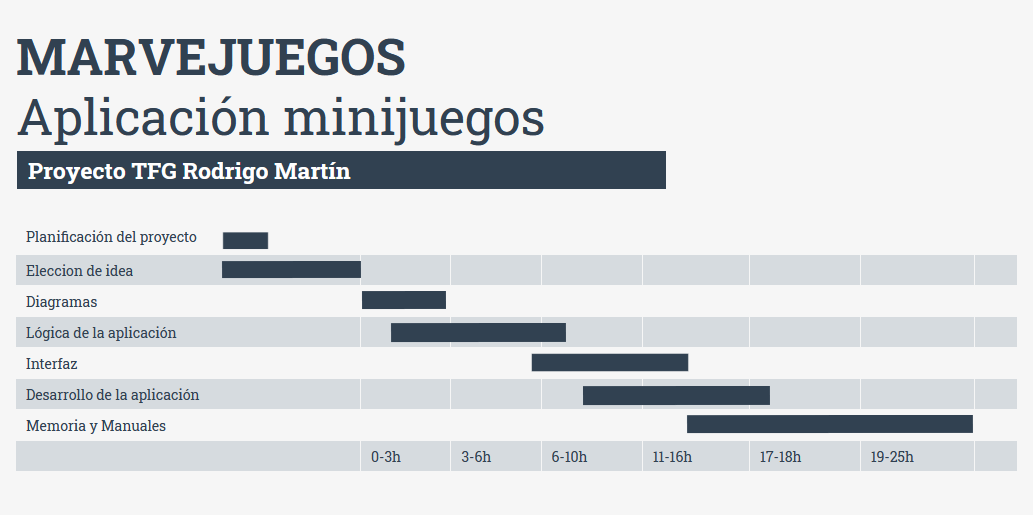 MARVEJUEGOS
Aplicación minijuegos
Proyecto TFG Rodrigo Martín
Planificación del proyecto
Eleccion de idea
Diagramas
Lógica de la aplicación
Interfaz
Desarrollo de la aplicación
Memoria y Manuales
0-3h 3-6h 6-10h 11-16h 17-18h 19-25h